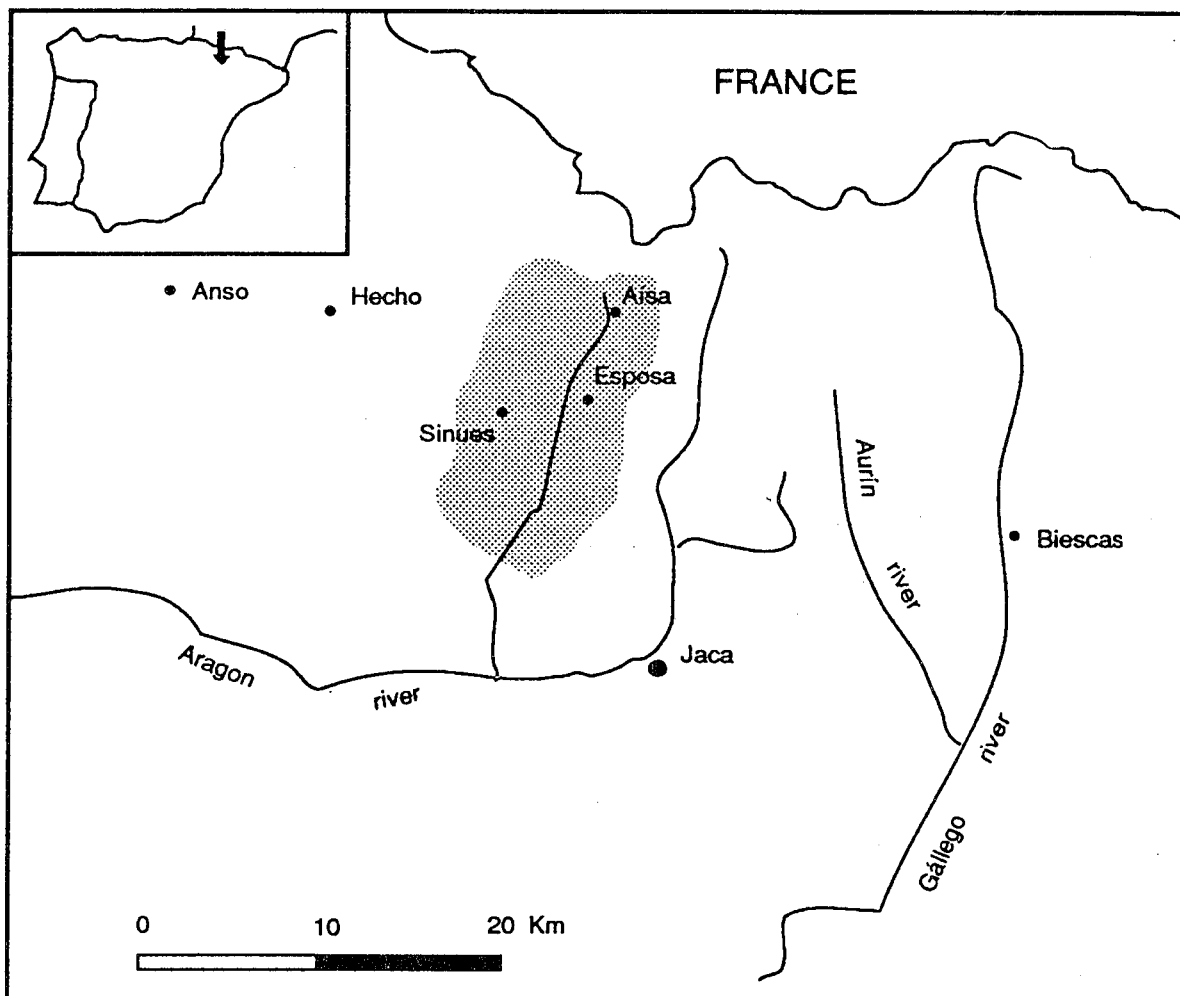 FRANCE
Anso
Hecho
Aisa
Esposa
Sinues
Aurín
river
Biescas
Aragon
river
Jaca
river
Gállego
0 10 20 Km